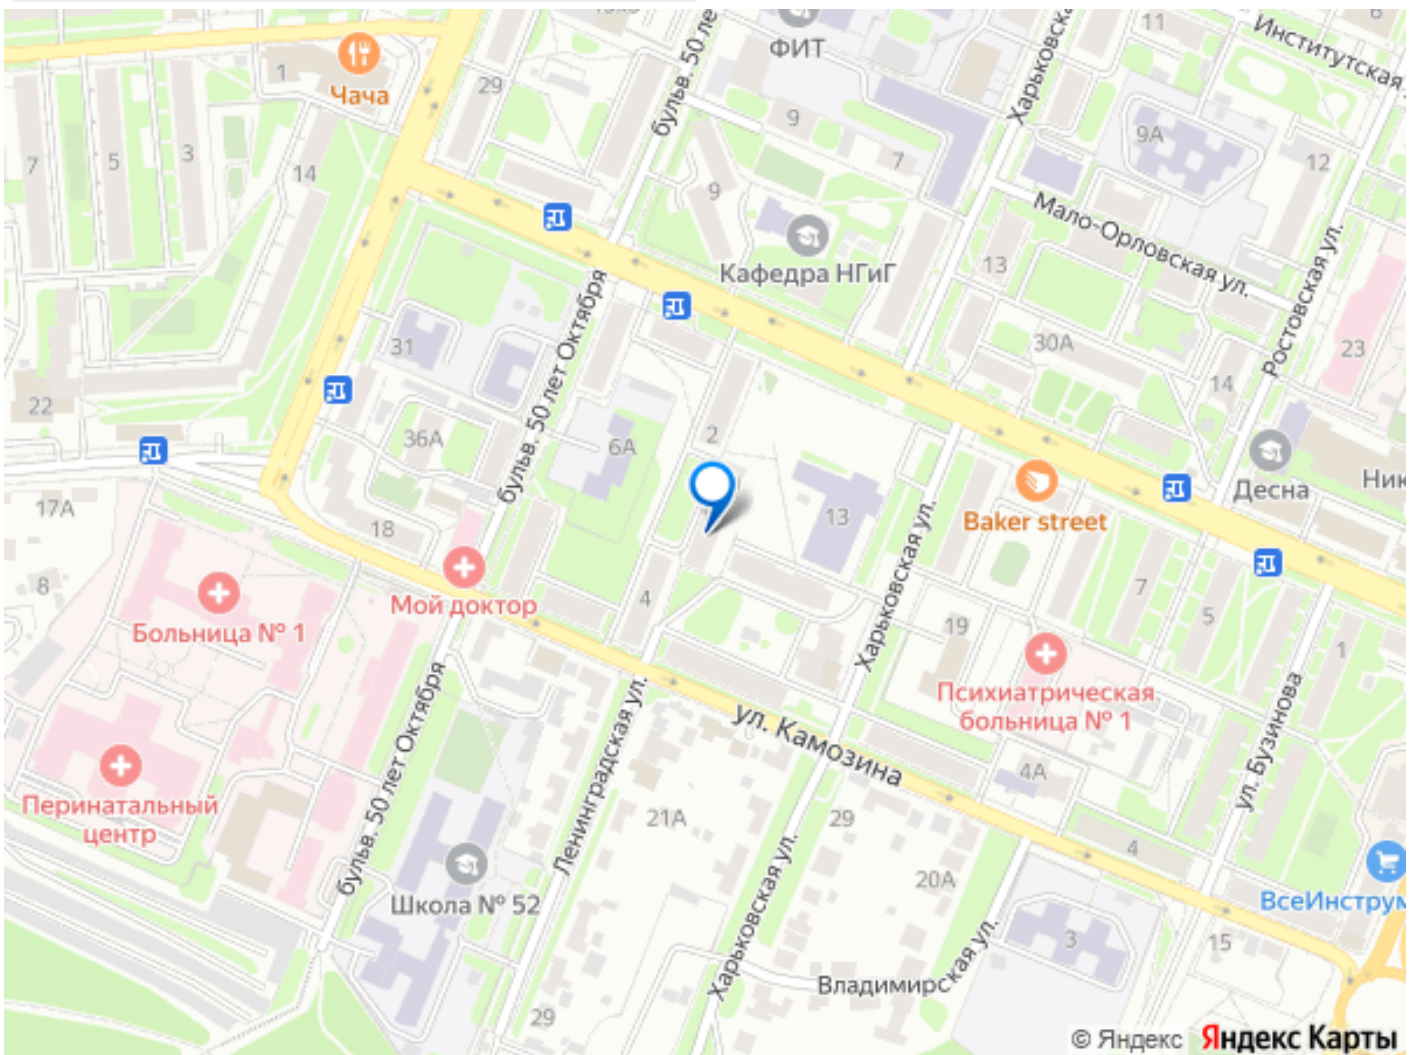 ФИТ
11
Институтская
Харьковска
бульв. 50 ле
1
Чача
29
9
9А
7
5
3
14
7
12
9
Мало-Орловская ул.
Кафедра НГиГ
13
Ростовская ул.
31
бульв. 50 лет Октября
30А
23
14
22
36А
6А
2
17А
18
13
Харьковская ул.
Baker street
Десна
Ник
8
Мой доктор
Больница № 1
4
19
7
5
1
Психиатрическая
больница № 1
ул. Камозина
4А
ул. Бузинова
Перинатальный
центр
бульв. 50 лет Октября
Ленинградская ул.
21А
29
4
20А
Школа № 52
ВсеИнструм
Харьковская ул.
3
15
Владимирская ул.
29
© Яндекс Яндекс Карты